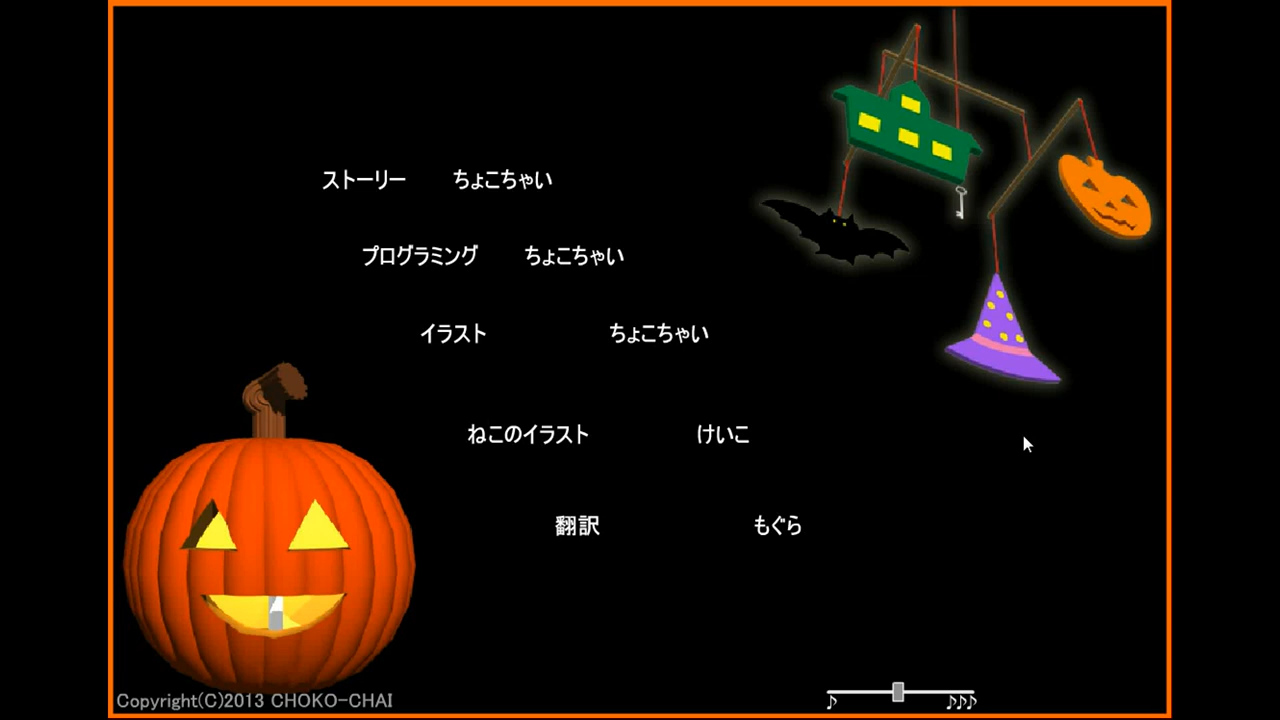 ストーリー ちょこちゃい
プログラミング ちょこちゃい
イラスト ちょこちゃい
ねこのイラスト けいこ
翻訳 もぐら
Copyright(C)2013 CHOKO-CHAI